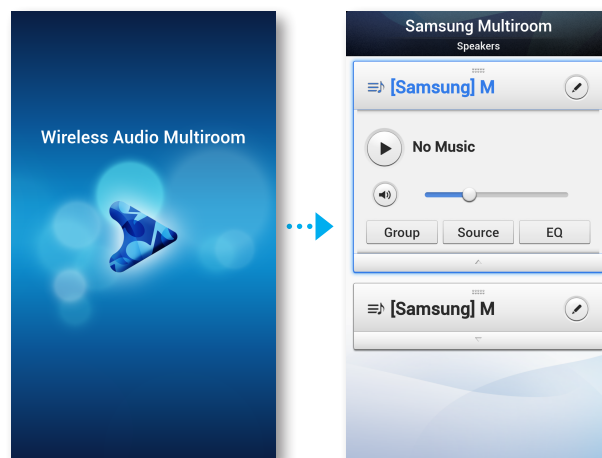 Wireless Audio Multiroom
Samsung Multiroom
Speakers
[Samsung] M
No Music
Group Source EQ
[Samsung] M